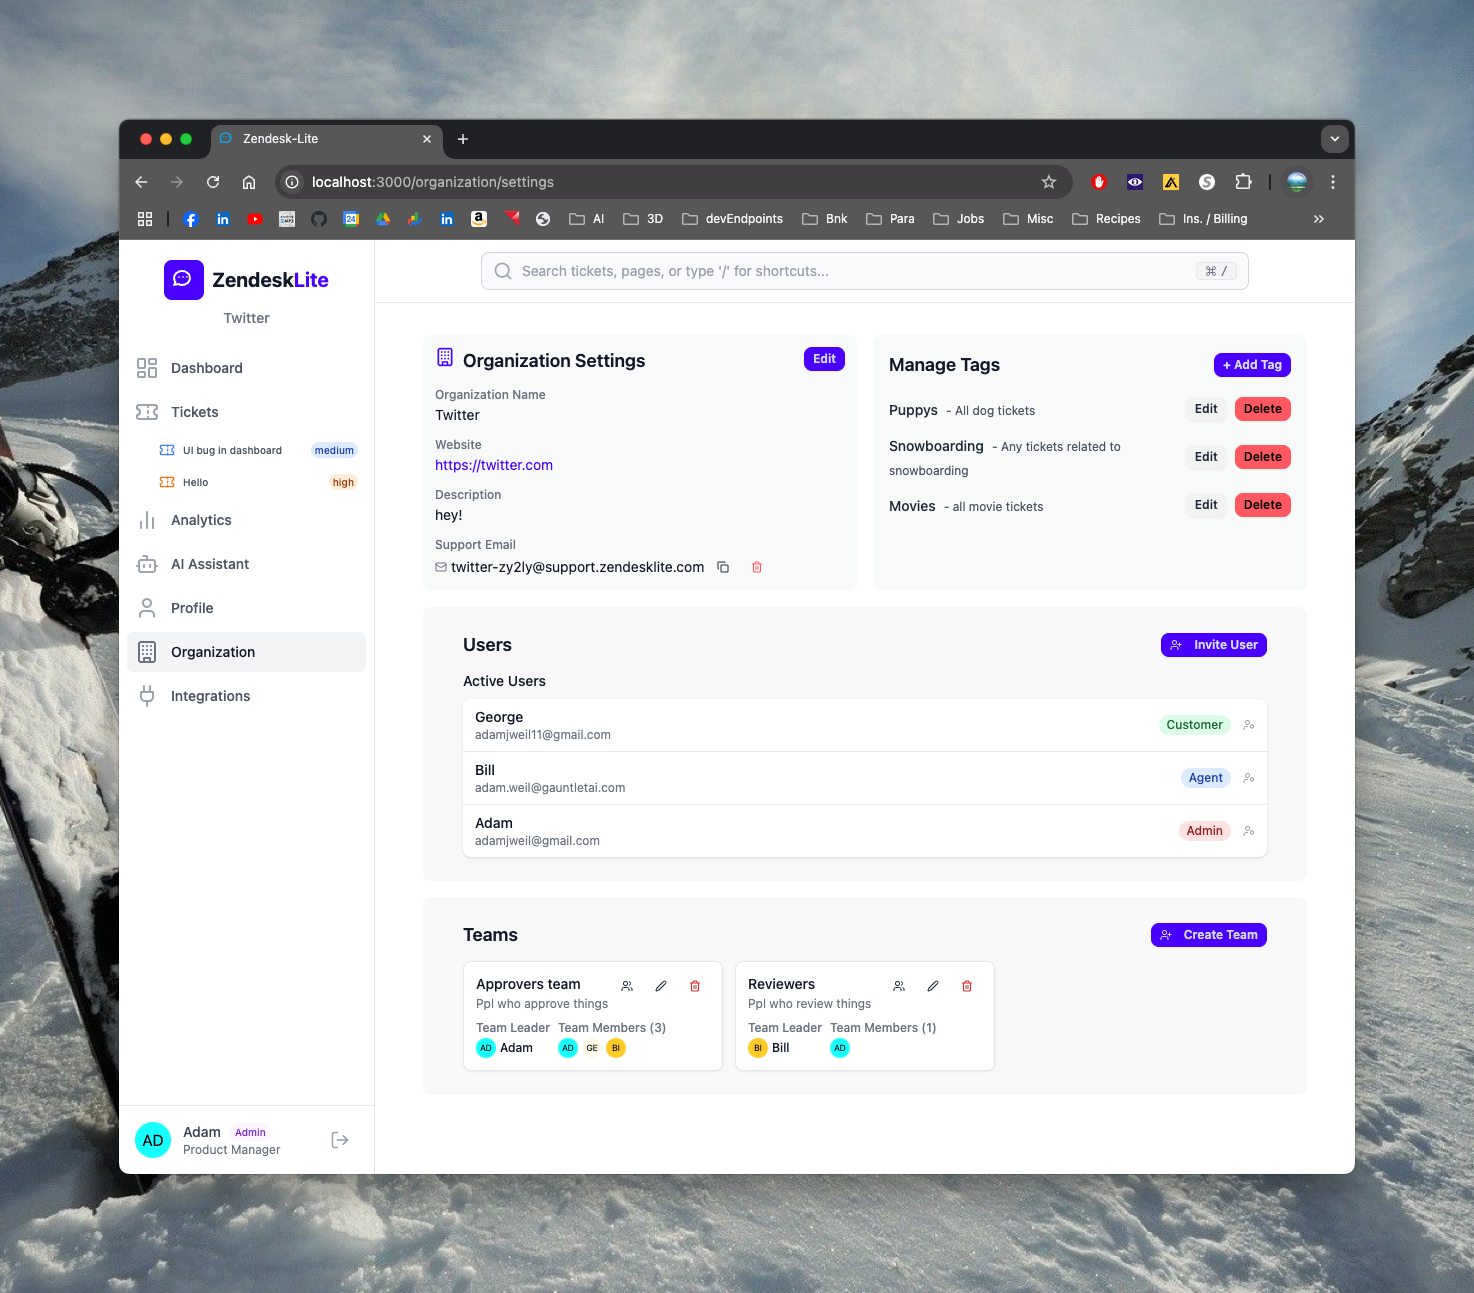 Zendesk-Lite
localhost:3000/organization/settings
24
AI
3D
devEndpoints
Bnk
Para
Jobs
Misc
Recipes
Ins. / Billing
ZendeskLite
Twitter
Search tickets, pages, or type '/' for shortcuts...
⌘ /
Dashboard
Tickets
UI bug in dashboard medium
Hello high
Analytics
AI Assistant
Profile
Organization
Integrations
AD
Adam Admin
Product Manager
Organization Settings
Edit
Organization Name
Twitter
Website
https://twitter.com
Description
hey!
Support Email
twitter-zy2ly@support.zendesklite.com
Manage Tags
+ Add Tag
Puppys - All dog tickets
Edit Delete
Snowboarding - Any tickets related to
snowboarding
Edit Delete
Movies - all movie tickets
Edit Delete
Users
Invite User
Active Users
George
adamjweil11@gmail.com
Customer
Bill
adam.weil@gauntletai.com
Agent
Adam
adamjweil@gmail.com
Admin
Teams
Create Team
Approvers team
Ppl who approve things
Team Leader Team Members (3)
AD Adam AD GE BI
Reviewers
Ppl who review things
Team Leader Team Members (1)
BI Bill AD